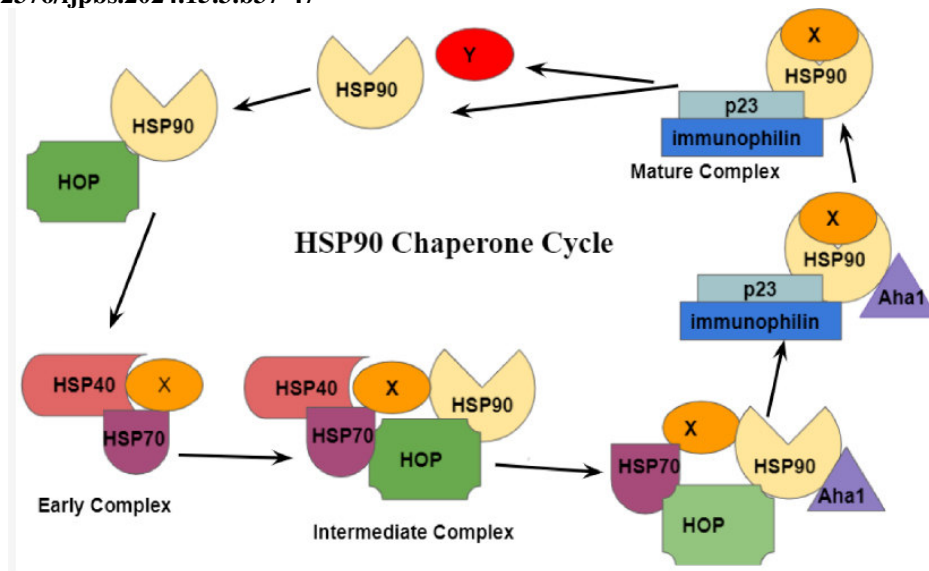 X
Y
HSP90
HSP90
HSP90
p23
immunophilin
Mature Complex
HOP
X
HSP90 Chaperone Cycle
HSP90
p23
Aha1
immunophilin
HSP40
X
HSP40
X
HSP90
HSP70
HSP70
HOP
X
HSP70
HSP90
Aha1
HOP
Early Complex
Intermediate Complex